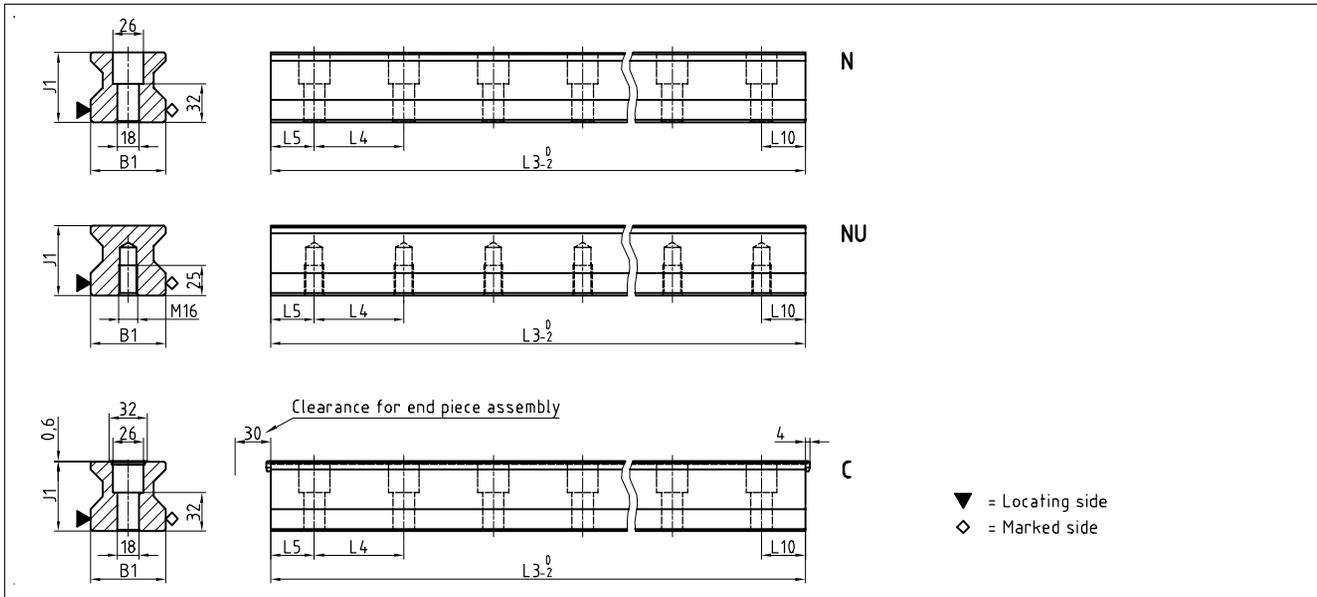 26
N
J1
32
18
B1
L5 L4 L10
L3 0 -2
NU
J1
25
M16
B1
L5 L4 L10
L3 0 -2
Clearance for end piece assembly
32
0,6
26
30
4
C
J1
32
18
B1
L5 L4 L10
L3 0 -2
▼ = Locating side
◇ = Marked side